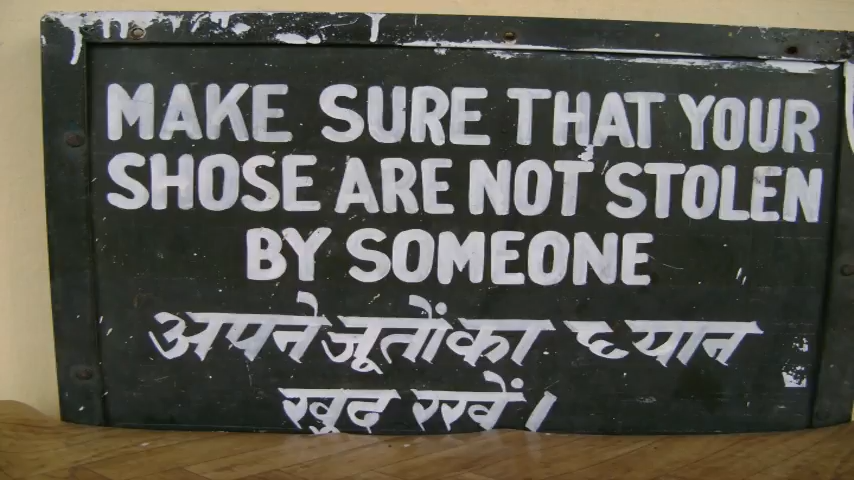 MAKE SURE THAT YOUR
SHOSE ARE NOT STOLEN
BY SOMEONE
अपने जूतों का ध्यान
खुद रखें।